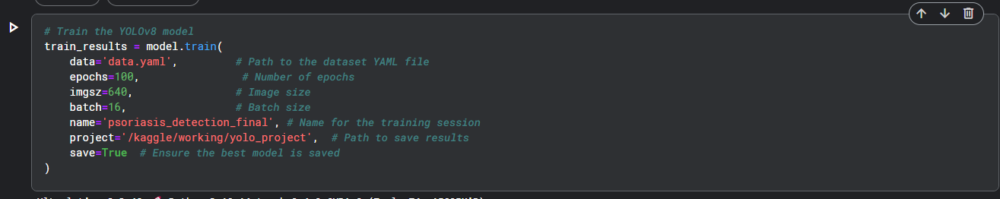 # Train the YOLOv8 model
train_results = model.train(
    data='data.yaml',         # Path to the dataset YAML file
    epochs=100,                # Number of epochs
    imgsz=640,                # Image size
    batch=16,                 # Batch size
    name='psoriasis_detection_final', # Name for the training session
    project='/kaggle/working/yolo_project',  # Path to save results
    save=True  # Ensure the best model is saved
)